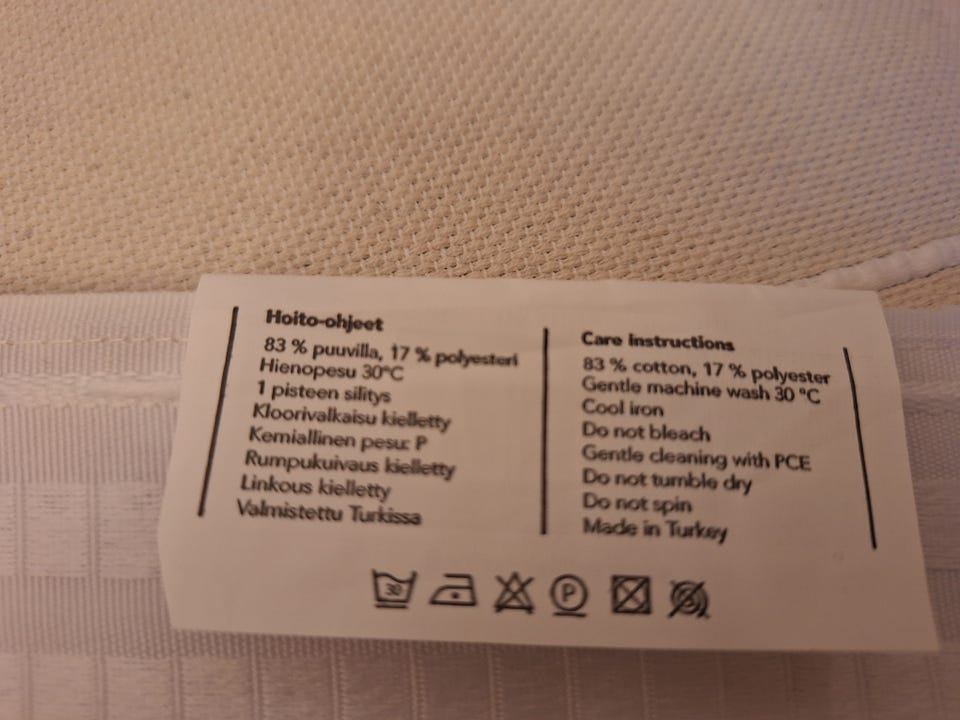 Hoito-ohjeet
83 % puuvilla, 17 % polyesteri
Hienopesu 30°C
1 pisteen silitys
Kloorivalkaisu kielletty
Kemiallinen pesu: P
Rumpukuivaus kielletty
Linkous kielletty
Valmistettu Turkissa
Care instructions
83 % cotton, 17 % polyester
Gentle machine wash 30 °C
Cool iron
Do not bleach
Gentle cleaning with PCE
Do not tumble dry
Do not spin
Made in Turkey
30 P